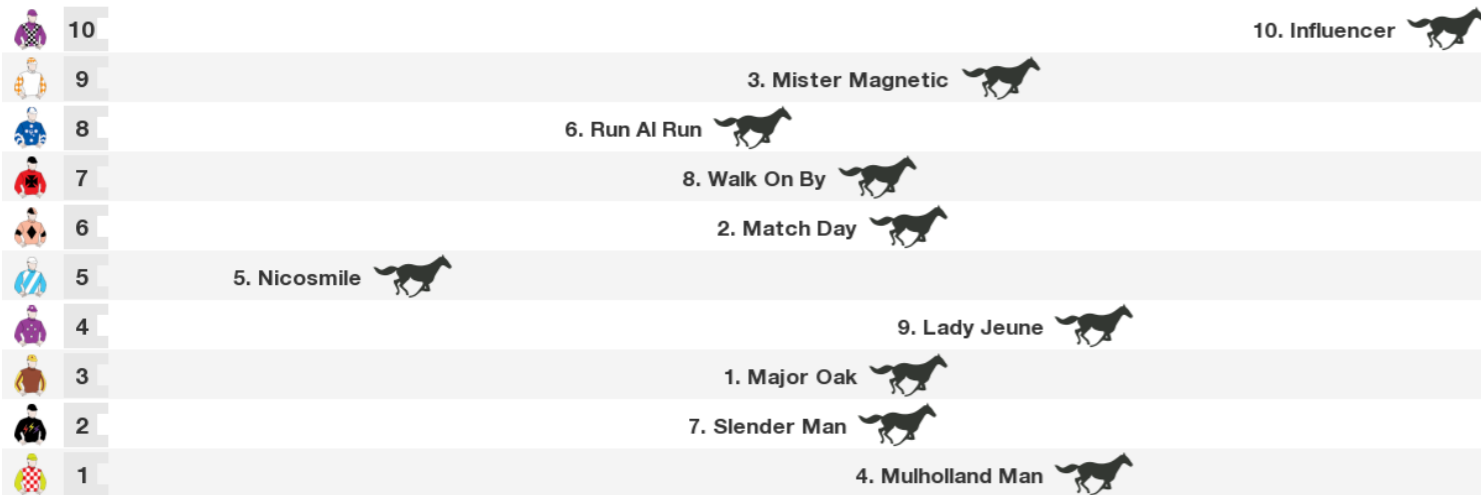 10 10. Influencer
9 3. Mister Magnetic
8 6. Run Al Run
7 8. Walk On By
6 2. Match Day
5 5. Nicosmile
4 9. Lady Jeune
3 1. Major Oak
2 7. Slender Man
1 4. Mulholland Man